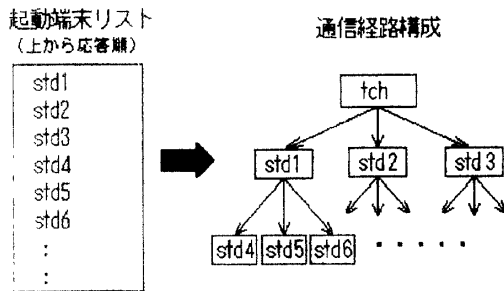 起動端末リスト
(上から応答順)
std1
std2
std3
std4
std5
std6
:
:
通信経路構成
tch
std1
std2
std3
std4
std5
std6
.....